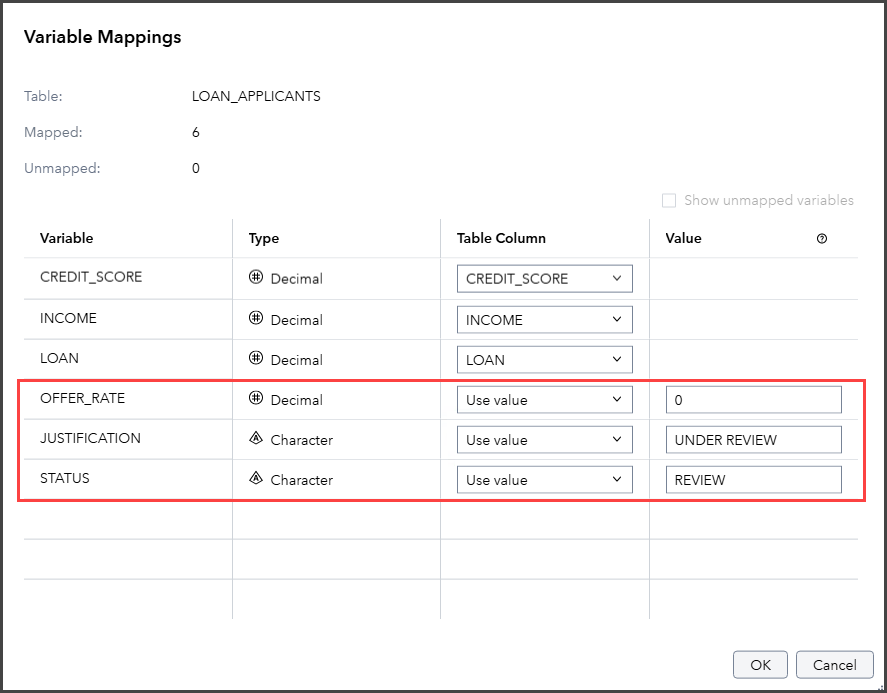 Variable Mappings
Table: LOAN_APPLICANTS
Mapped: 6
Unmapped: 0
Show unmapped variables
Variable Type Table Column Value
CREDIT_SCORE Decimal CREDIT_SCORE
INCOME Decimal INCOME
LOAN Decimal LOAN
OFFER_RATE Decimal Use value 0
JUSTIFICATION Character Use value UNDER REVIEW
STATUS Character Use value REVIEW
OK Cancel